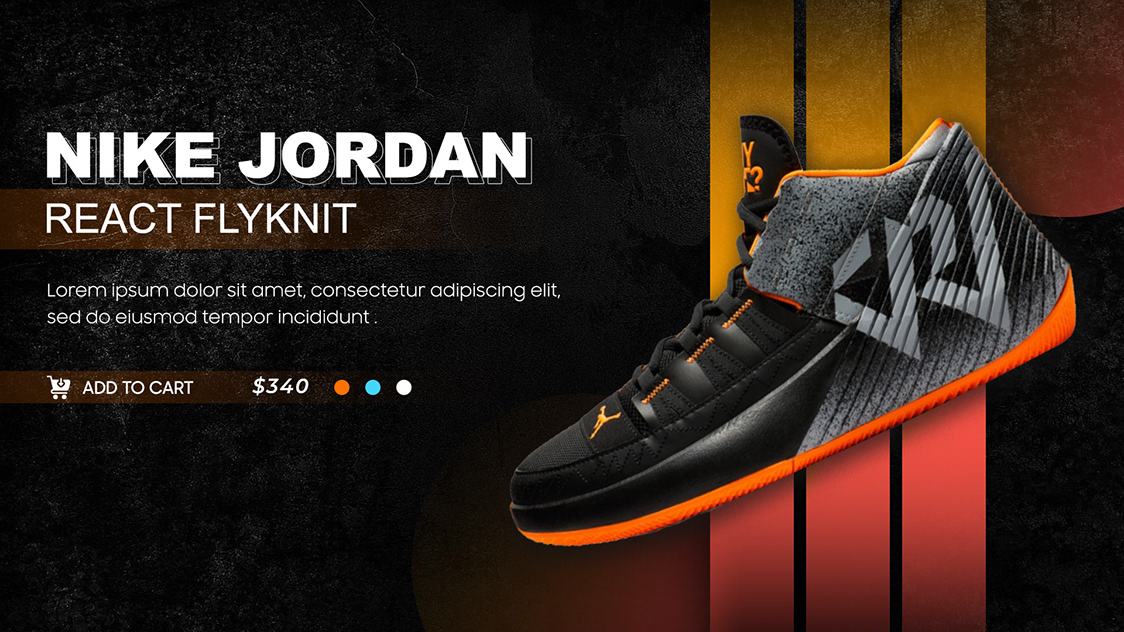 NIKE JORDAN
REACT FLYKNIT
Lorem ipsum dolor sit amet, consectetur adipiscing elit,
sed do eiusmod tempor incididunt .
ADD TO CART $340